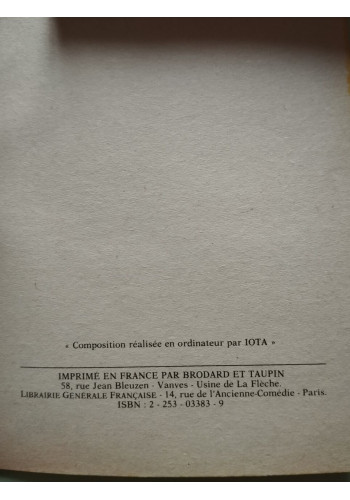 « Composition réalisée en ordinateur par IOTA »
IMPRIMÉ EN FRANCE PAR BRODARD ET TAUPIN
58, rue Jean Bleuzen - Vanves - Usine de La Flèche.
LIBRAIRIE GÉNÉRALE FRANÇAISE - 14, rue de l'Ancienne-Comédie - Paris.
ISBN : 2 - 253 - 03383 - 9